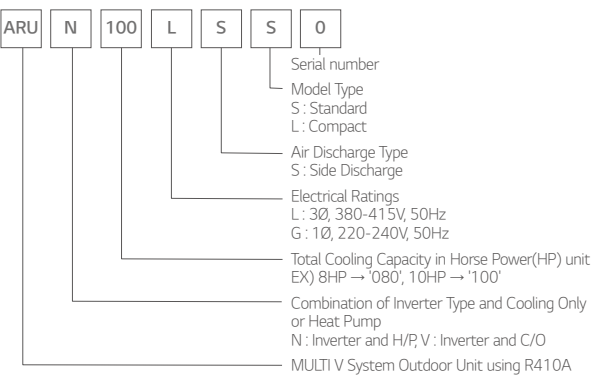 ARU N 100 L S S 0
Serial number
Model Type
S : Standard
L : Compact
Air Discharge Type
S : Side Discharge
Electrical Ratings
L : 3Ø, 380-415V, 50Hz
G : 1Ø, 220-240V, 50Hz
Total Cooling Capacity in Horse Power(HP) unit
EX) 8HP → '080', 10HP → '100'
Combination of Inverter Type and Cooling Only
or Heat Pump
N : Inverter and H/P, V : Inverter and C/O
MULTI V System Outdoor Unit using R410A